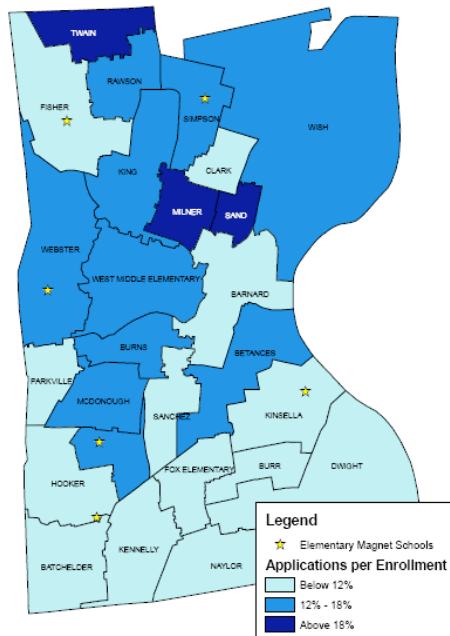 TWAIN
RAWSON
FISHER
SIMPSON
WISH
KING
CLARK
MILNER
SAND
WEBSTER
WEST MIDDLE ELEMENTARY
BARNARD
BURNS
BETANCES
PARKVILLE
MCDONOUGH
SANCHEZ
KINSELLA
FOX ELEMENTARY
BURR
DWIGHT
HOOKER
BATCHELDER
KENNELLY
NAYLOR
Legend
Elementary Magnet Schools
Applications per Enrollment
Below 12%
12% - 18%
Above 18%